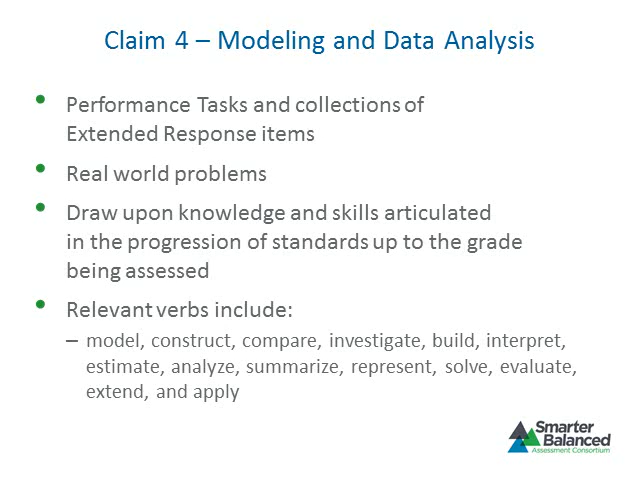 Claim 4 – Modeling and Data Analysis
• Performance Tasks and collections of
Extended Response items
• Real world problems
• Draw upon knowledge and skills articulated
in the progression of standards up to the grade
being assessed
• Relevant verbs include:
– model, construct, compare, investigate, build, interpret,
estimate, analyze, summarize, represent, solve, evaluate,
extend, and apply
Smarter
Balanced
Assessment Consortium